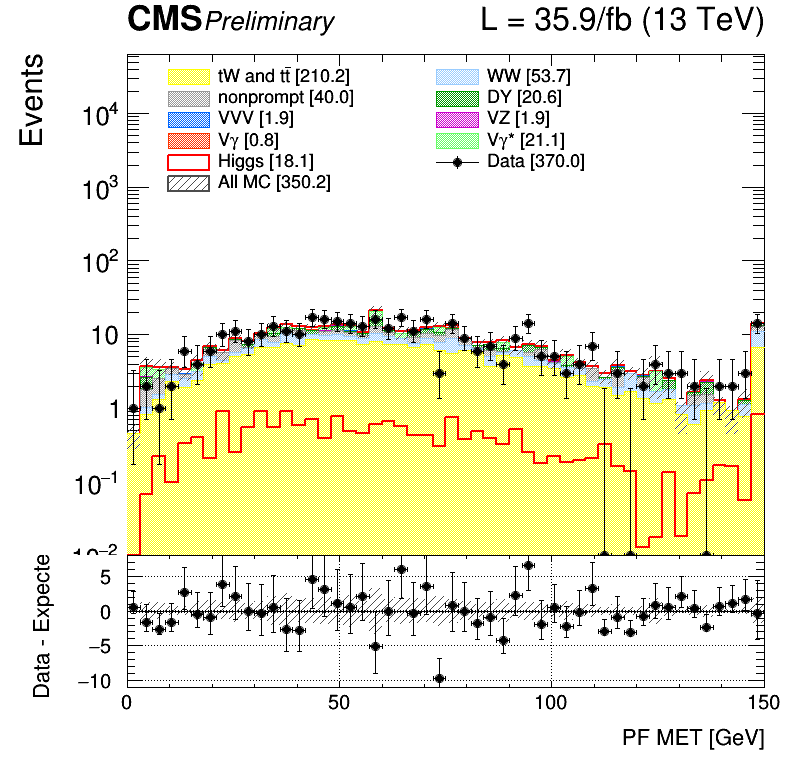 CMS Preliminary L = 35.9/fb (13 TeV)
Events
tW and tt̄ [210.2] WW [53.7]
nonprompt [40.0] DY [20.6]
VVV [1.9] VZ [1.9]
Vγ [0.8] Vγ* [21.1]
Higgs [18.1] Data [370.0]
All MC [350.2]
10⁴
10³
10²
10
1
10⁻¹
10⁻²
Data - Expecte
5
0
−5
−10
0 50 100 150
PF MET [GeV]